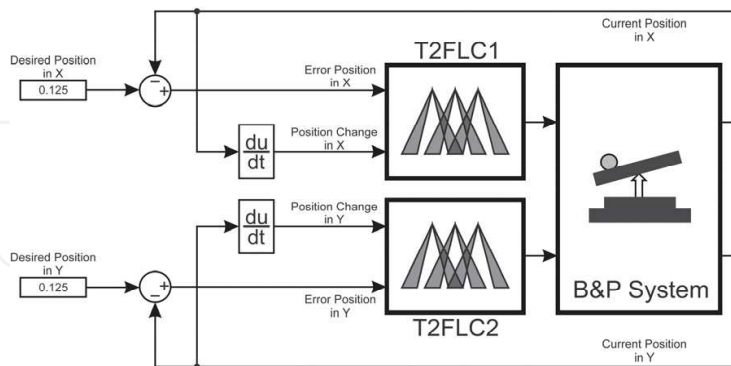 Current Position
in X
T2FLC1
Desired Position
in X
0.125
−
+
Error Position
in X
du
dt
Position Change
in X
du
dt
Position Change
in Y
Desired Position
in Y
0.125
+
−
Error Position
in Y
T2FLC2
B&P System
Current Position
in Y